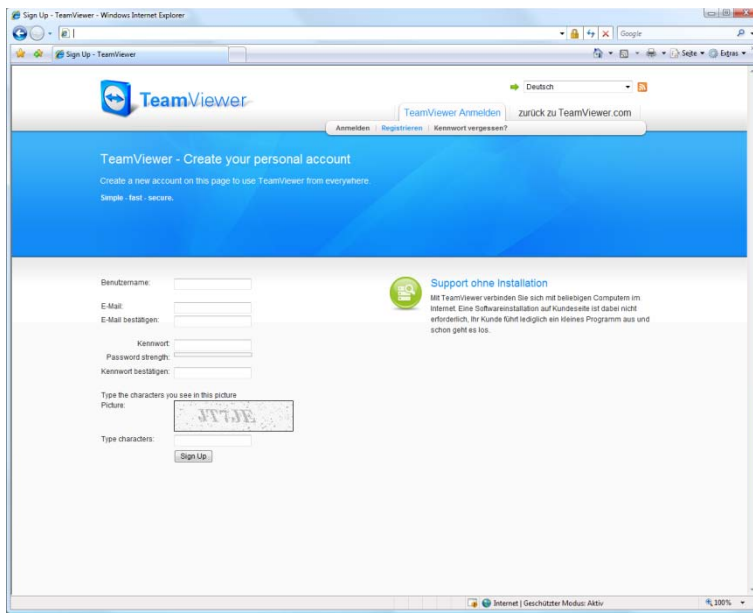 Sign Up - TeamViewer - Windows Internet Explorer
Google
Sign Up - TeamViewer
Seite
Extras
TeamViewer
Deutsch
TeamViewer Anmelden
zurück zu TeamViewer.com
Anmelden | Registrieren | Kennwort vergessen?
TeamViewer - Create your personal account
Create a new account on this page to use TeamViewer from everywhere.
Simple - fast - secure.
Benutzername:
E-Mail:
E-Mail bestätigen:
Kennwort:
Password strength:
Kennwort bestätigen:
Type the characters you see in this picture
Picture:
JT7JE
Type characters:
Sign Up
Support ohne Installation
Mit TeamViewer verbinden Sie sich mit beliebigen Computern im
Internet. Eine Softwareinstallation auf Kundeseite ist dabei nicht
erforderlich, Ihr Kunde führt lediglich ein kleines Programm aus und
schon geht es los.
Internet | Geschützter Modus: Aktiv
100%